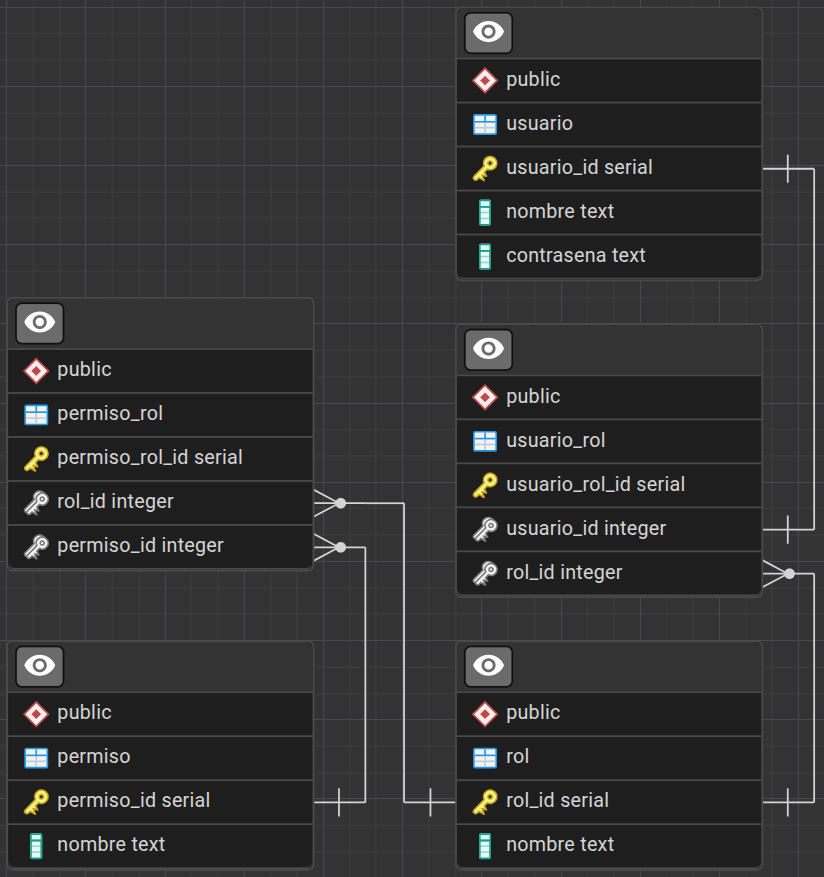 public
usuario
usuario_id serial
nombre text
contrasena text
public
permiso_rol
permiso_rol_id serial
rol_id integer
permiso_id integer
public
usuario_rol
usuario_rol_id serial
usuario_id integer
rol_id integer
public
permiso
permiso_id serial
nombre text
public
rol
rol_id serial
nombre text